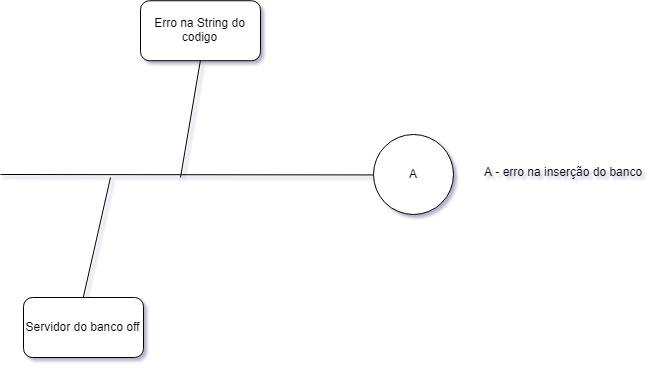 Erro na String do
codigo
A
A - erro na inserção do banco
Servidor do banco off